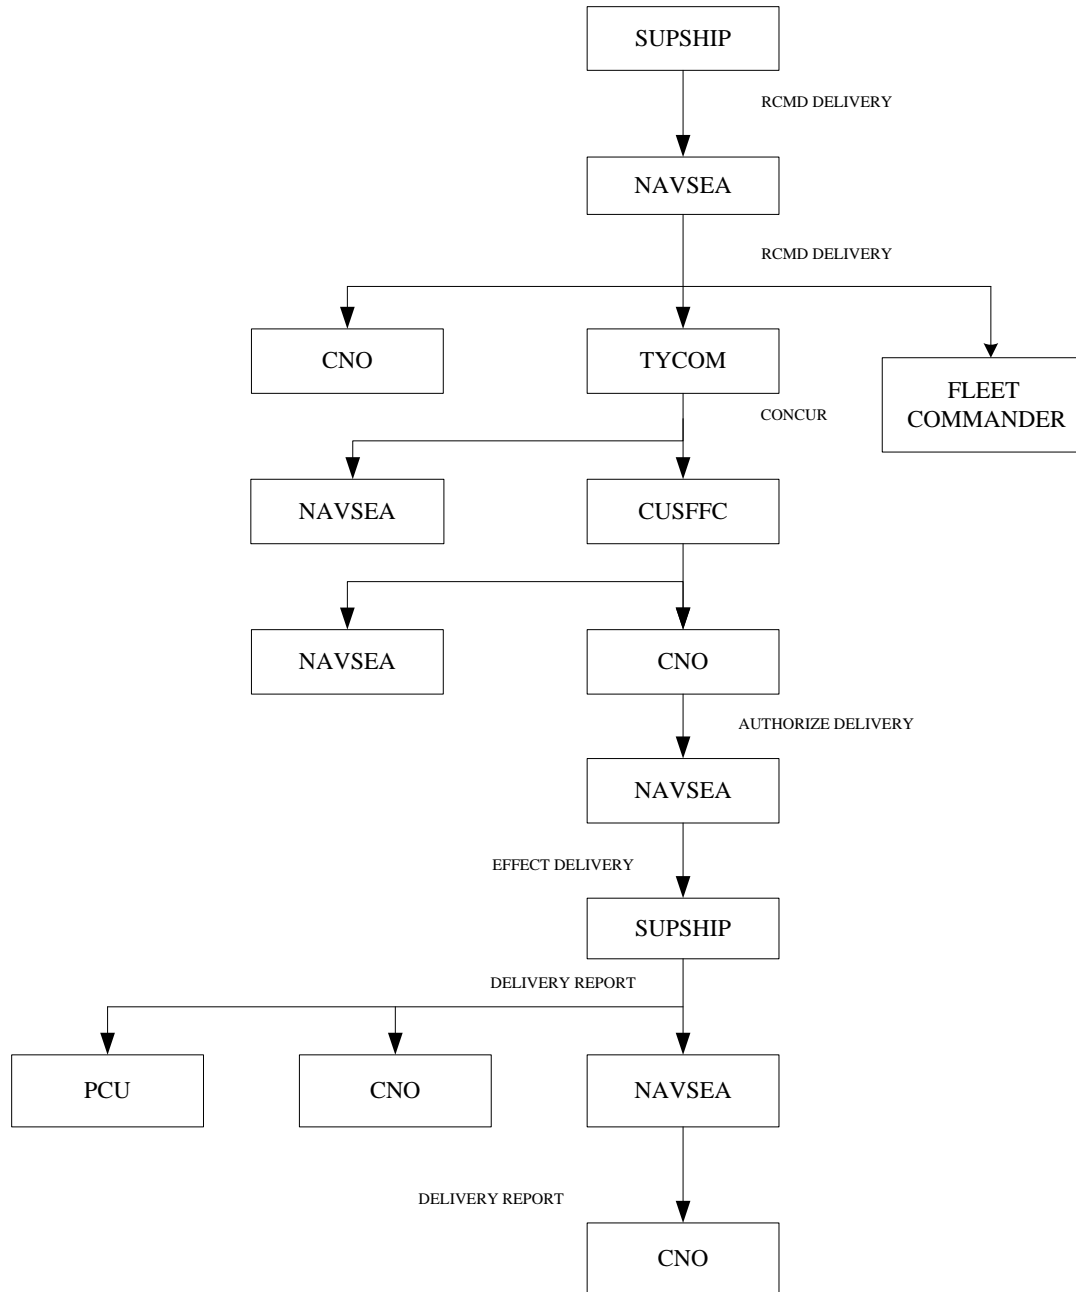 SUPSHIP
RCMD DELIVERY
NAVSEA
RCMD DELIVERY
CNO
TYCOM
FLEET
COMMANDER
CONCUR
NAVSEA
CUSFFC
NAVSEA
CNO
AUTHORIZE DELIVERY
NAVSEA
EFFECT DELIVERY
SUPSHIP
DELIVERY REPORT
PCU
CNO
NAVSEA
DELIVERY REPORT
CNO